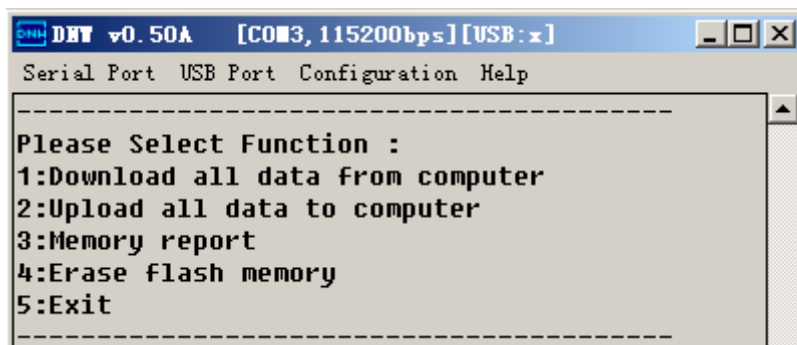 DNW v0.50A [COM3,115200bps][USB:x]
Serial Port USB Port Configuration Help
-----------------------------------------
Please Select Function :
1:Download all data from computer
2:Upload all data to computer
3:Memory report
4:Erase flash memory
5:Exit
-----------------------------------------